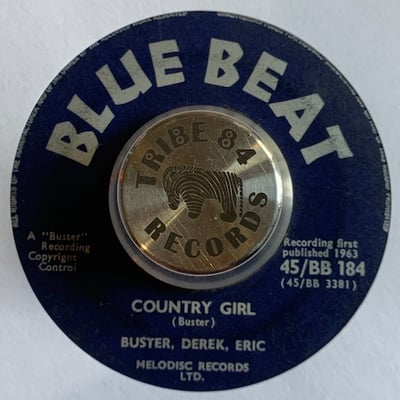 BLUE BEAT
TRIBE 84
RECORDS
A "Buster"
Recording
Copyright
Control
Recording first
published 1963
45/BB 184
(45/BB 3381)
COUNTRY GIRL
(Buster)
BUSTER, DEREK, ERIC
MELODISC RECORDS
LTD.